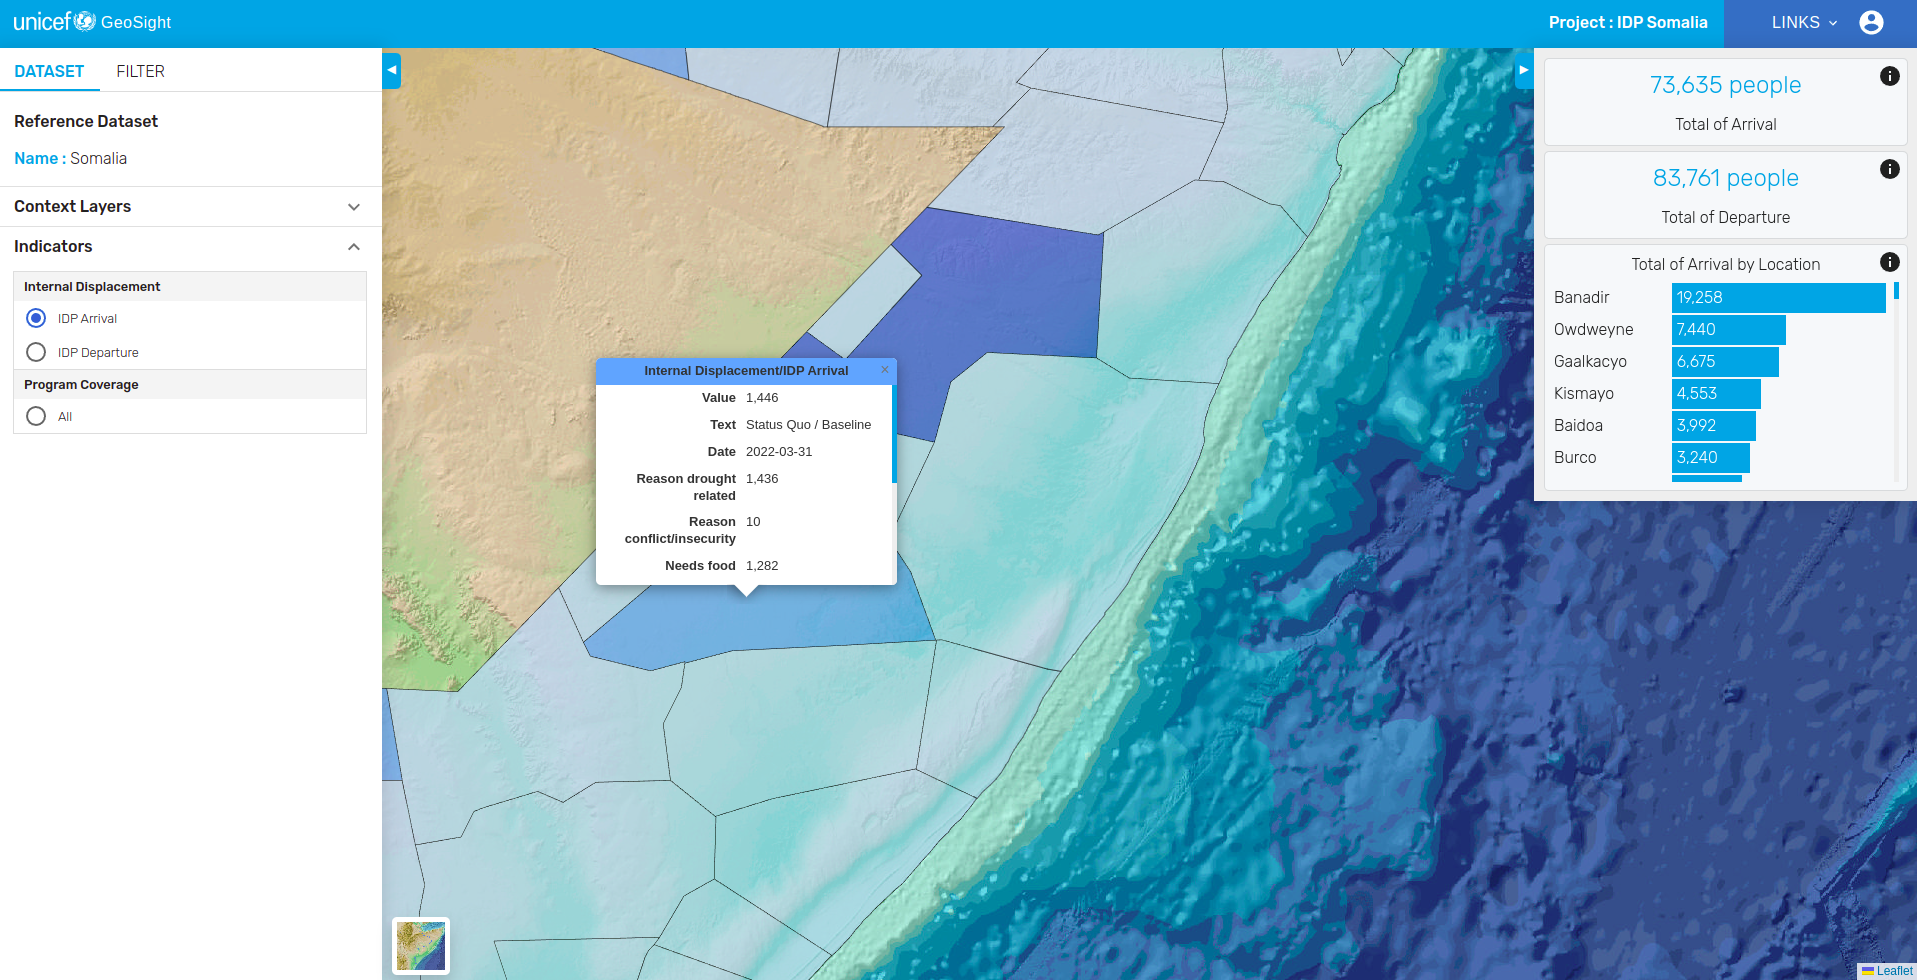 unicef GeoSight
Project : IDP Somalia
LINKS
DATASET
FILTER
Reference Dataset
Name : Somalia
Context Layers
Indicators
Internal Displacement
IDP Arrival
IDP Departure
Program Coverage
All
Internal Displacement/IDP Arrival
×
Value 1,446
Text Status Quo / Baseline
Date 2022-03-31
Reason drought 1,436
related
Reason 10
conflict/insecurity
Needs food 1,282
73,635 people
Total of Arrival
83,761 people
Total of Departure
Total of Arrival by Location
Banadir 19,258
Owdweyne 7,440
Gaalkacyo 6,675
Kismayo 4,553
Baidoa 3,992
Burco 3,240
Leaflet